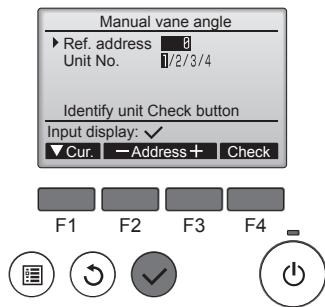 Manual vane angle
Ref. address 0
Unit No. 1/2/3/4
Identify unit Check button
Input display: ✓
▼Cur. −Address+ Check
F1 F2 F3 F4